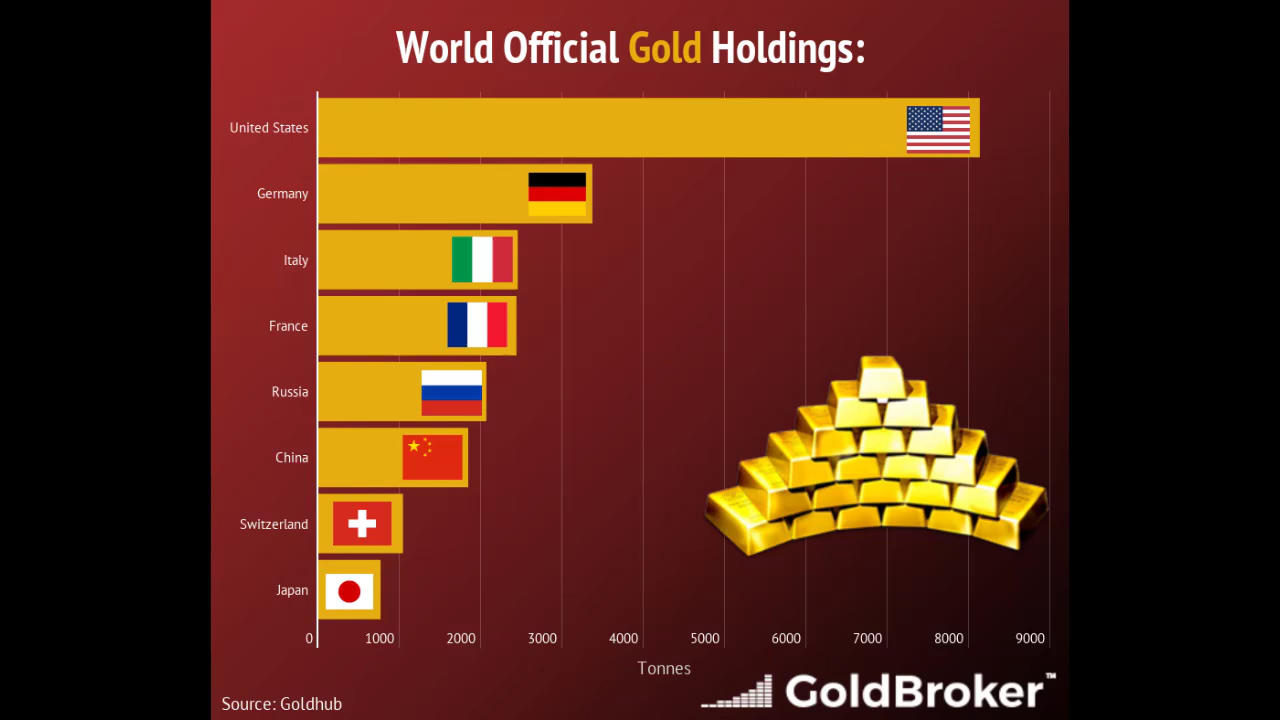 World Official Gold Holdings:
United States
Germany
Italy
France
Russia
China
Switzerland
Japan
0 1000 2000 3000 4000 5000 6000 7000 8000 9000
Tonnes
Source: Goldhub
GoldBroker™